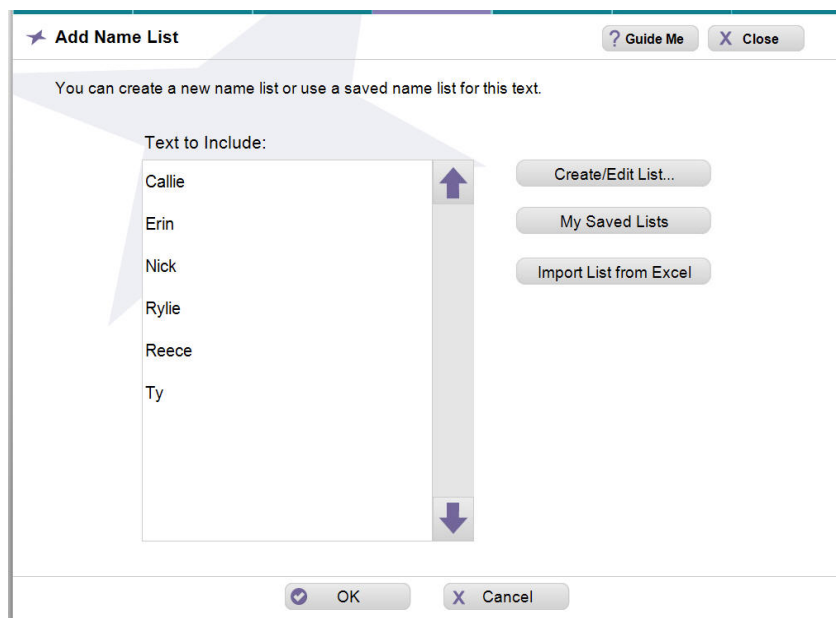 Add Name List
? Guide Me
X Close
You can create a new name list or use a saved name list for this text.
Text to Include:
Callie
Erin
Nick
Rylie
Reece
Ty
Create/Edit List...
My Saved Lists
Import List from Excel
OK
X Cancel